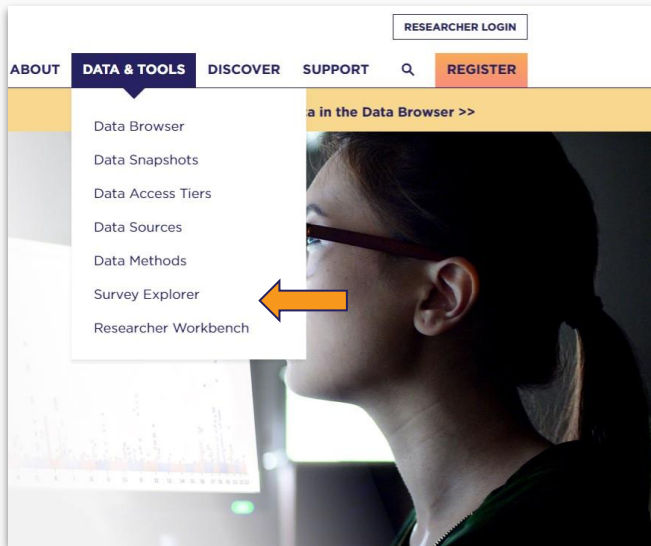 RESEARCHER LOGIN
ABOUT DATA & TOOLS DISCOVER SUPPORT REGISTER
a in the Data Browser >>
Data Browser
Data Snapshots
Data Access Tiers
Data Sources
Data Methods
Survey Explorer
Researcher Workbench